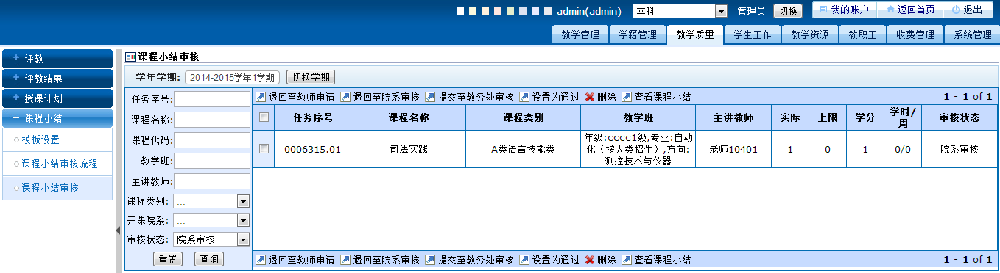 admin(admin) 本科 管理员 切换 我的账户 返回首页 退出
教学管理 学籍管理 教学质量 学生工作 教学资源 教职工 收费管理 系统管理
评教
评教结果
授课计划
课程小结
模板设置
课程小结审核流程
课程小结审核
课程小结审核
学年学期: 2014-2015学年1学期 切换学期
任务序号:
课程名称:
课程代码:
教学班:
主讲教师:
课程类别: ...
开课院系: ...
审核状态: 院系审核
重置 查询
退回至教师申请 退回至院系审核 提交至教务处审核 设置为通过 删除 查看课程小结 1 - 1 of 1
任务序号 课程名称 课程类别 教学班 主讲教师 实际 上限 学分 学时/周 审核状态
0006315.01 司法实践 A类语言技能类 年级:cccc1级,专业:自动化（按大类招生）,方向:测控技术与仪器 老师10401 1 0 1 0/0 院系审核
退回至教师申请 退回至院系审核 提交至教务处审核 设置为通过 删除 查看课程小结 1 - 1 of 1